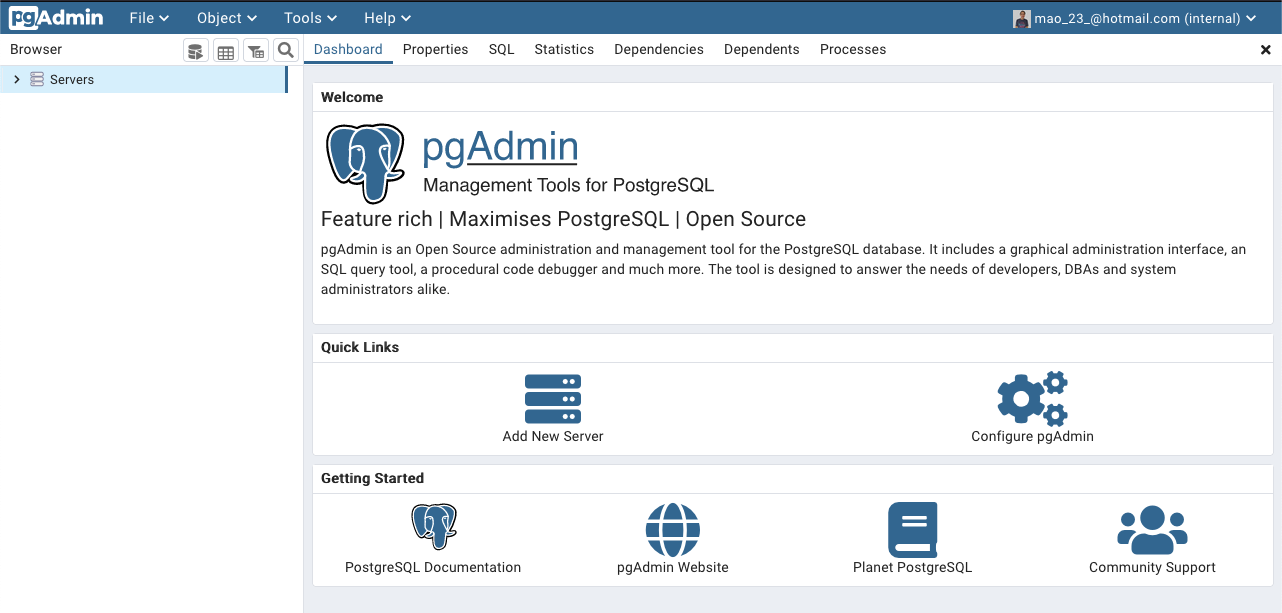 pgAdmin File Object Tools Help mao_23_@hotmail.com (internal)
Browser Dashboard Properties SQL Statistics Dependencies Dependents Processes
Servers
Welcome
pgAdmin
Management Tools for PostgreSQL
Feature rich | Maximises PostgreSQL | Open Source
pgAdmin is an Open Source administration and management tool for the PostgreSQL database. It includes a graphical administration interface, an
SQL query tool, a procedural code debugger and much more. The tool is designed to answer the needs of developers, DBAs and system
administrators alike.
Quick Links
Add New Server Configure pgAdmin
Getting Started
PostgreSQL Documentation pgAdmin Website Planet PostgreSQL Community Support